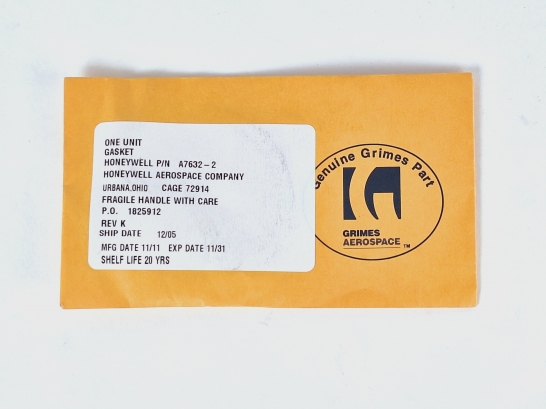 ONE UNIT
GASKET
HONEYWELL P/N A7632-2
HONEYWELL AEROSPACE COMPANY
URBANA.OHIO CAGE 72914
FRAGILE HANDLE WITH CARE
P.O. 1825912
REV K
SHIP DATE 12/05
MFG DATE 11/11 EXP DATE 11/31
SHELF LIFE 20 YRS
Genuine Grimes Part
GRIMES
AEROSPACE TM